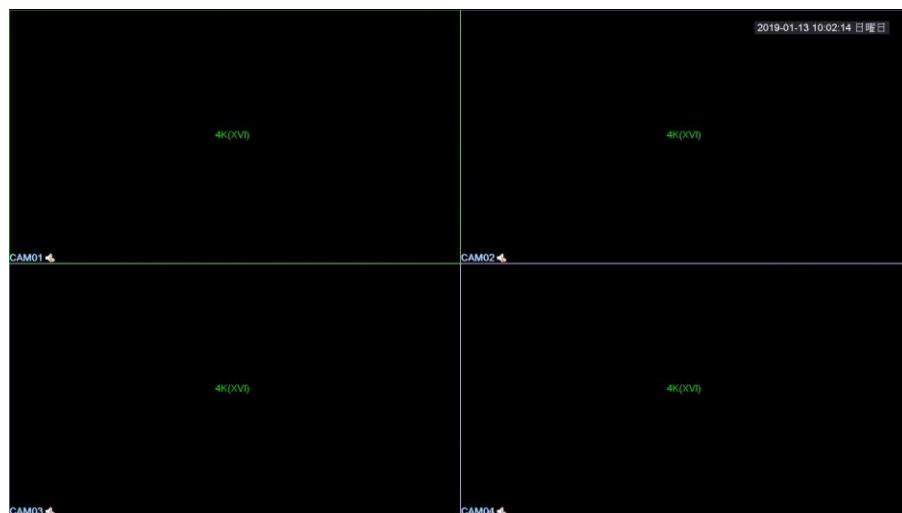 2019-01-13 10:02:14 日曜日
4K(XVI)
4K(XVI)
CAM01
CAM02
4K(XVI)
4K(XVI)
CAM03
CAM04